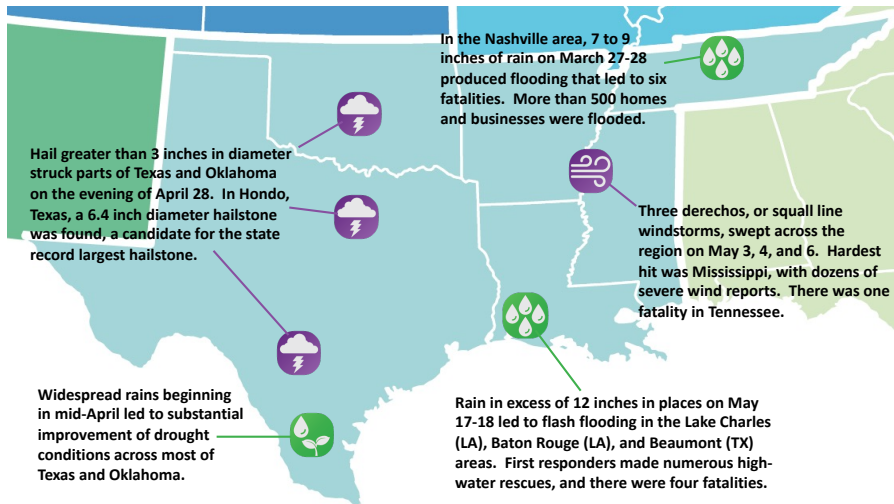 In the Nashville area, 7 to 9
inches of rain on March 27-28
produced flooding that led to six
fatalities.  More than 500 homes
and businesses were flooded.
Hail greater than 3 inches in diameter
struck parts of Texas and Oklahoma
on the evening of April 28.  In Hondo,
Texas, a 6.4 inch diameter hailstone
was found, a candidate for the state
record largest hailstone.
Three derechos, or squall line
windstorms, swept across the
region on May 3, 4, and 6.  Hardest
hit was Mississippi, with dozens of
severe wind reports.  There was one
fatality in Tennessee.
Widespread rains beginning
in mid-April led to substantial
improvement of drought
conditions across most of
Texas and Oklahoma.
Rain in excess of 12 inches in places on May
17-18 led to flash flooding in the Lake Charles
(LA), Baton Rouge (LA), and Beaumont (TX)
areas.  First responders made numerous high-
water rescues, and there were four fatalities.